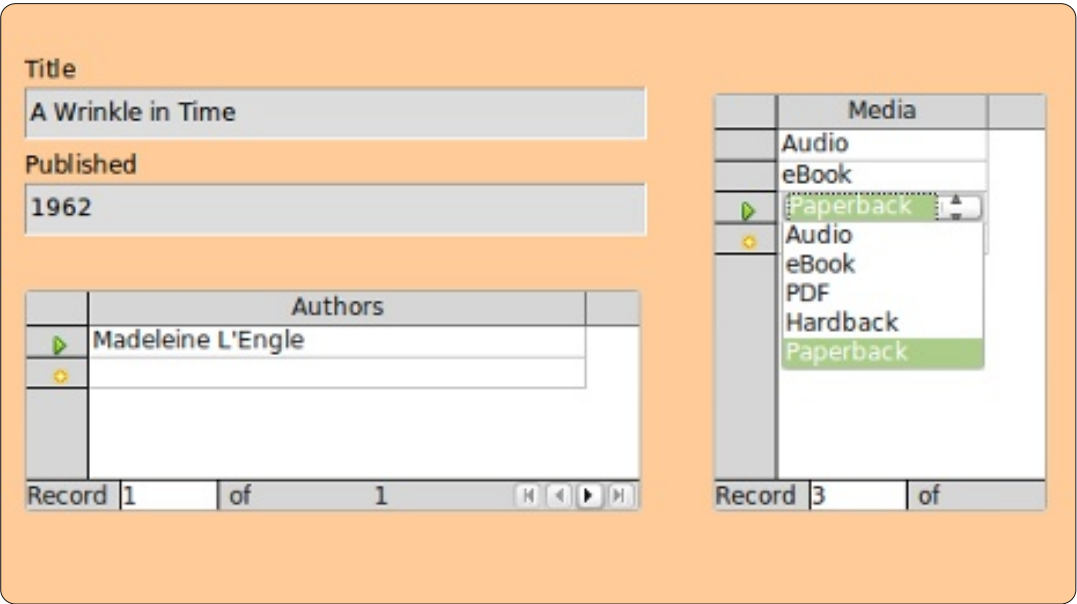 Title
A Wrinkle in Time
Published
1962
Authors
Madeleine L'Engle
Record 1 of 1
Media
Audio
eBook
Paperback
Audio
eBook
PDF
Hardback
Paperback
Record 3 of